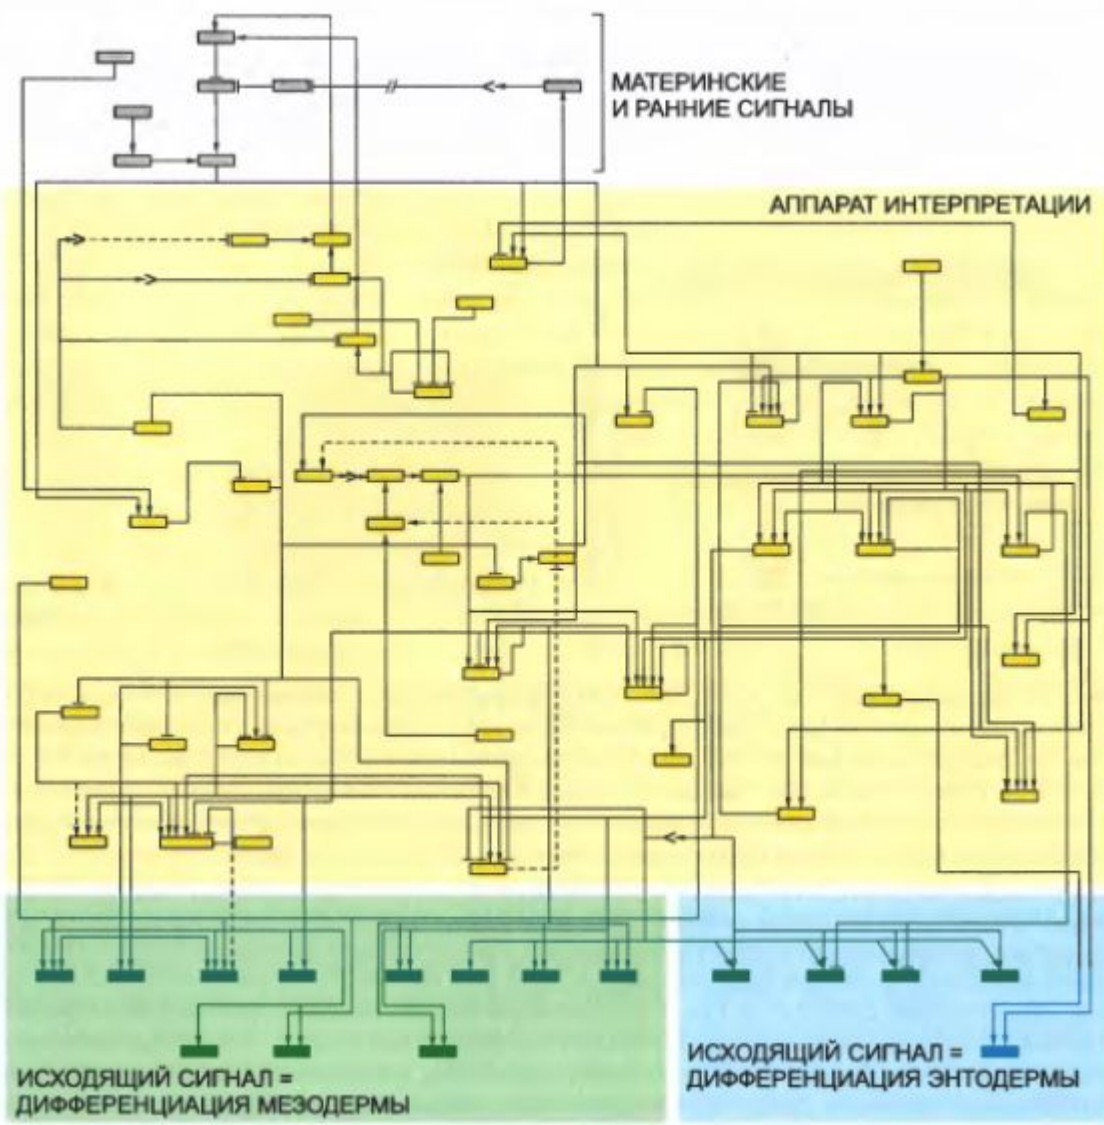 МАТЕРИНСКИЕ
И РАННИЕ СИГНАЛЫ
АППАРАТ ИНТЕРПРЕТАЦИИ
ИСХОДЯЩИЙ СИГНАЛ =
ДИФФЕРЕНЦИАЦИЯ МЕЗОДЕРМЫ
ИСХОДЯЩИЙ СИГНАЛ =
ДИФФЕРЕНЦИАЦИЯ ЭНТОДЕРМЫ